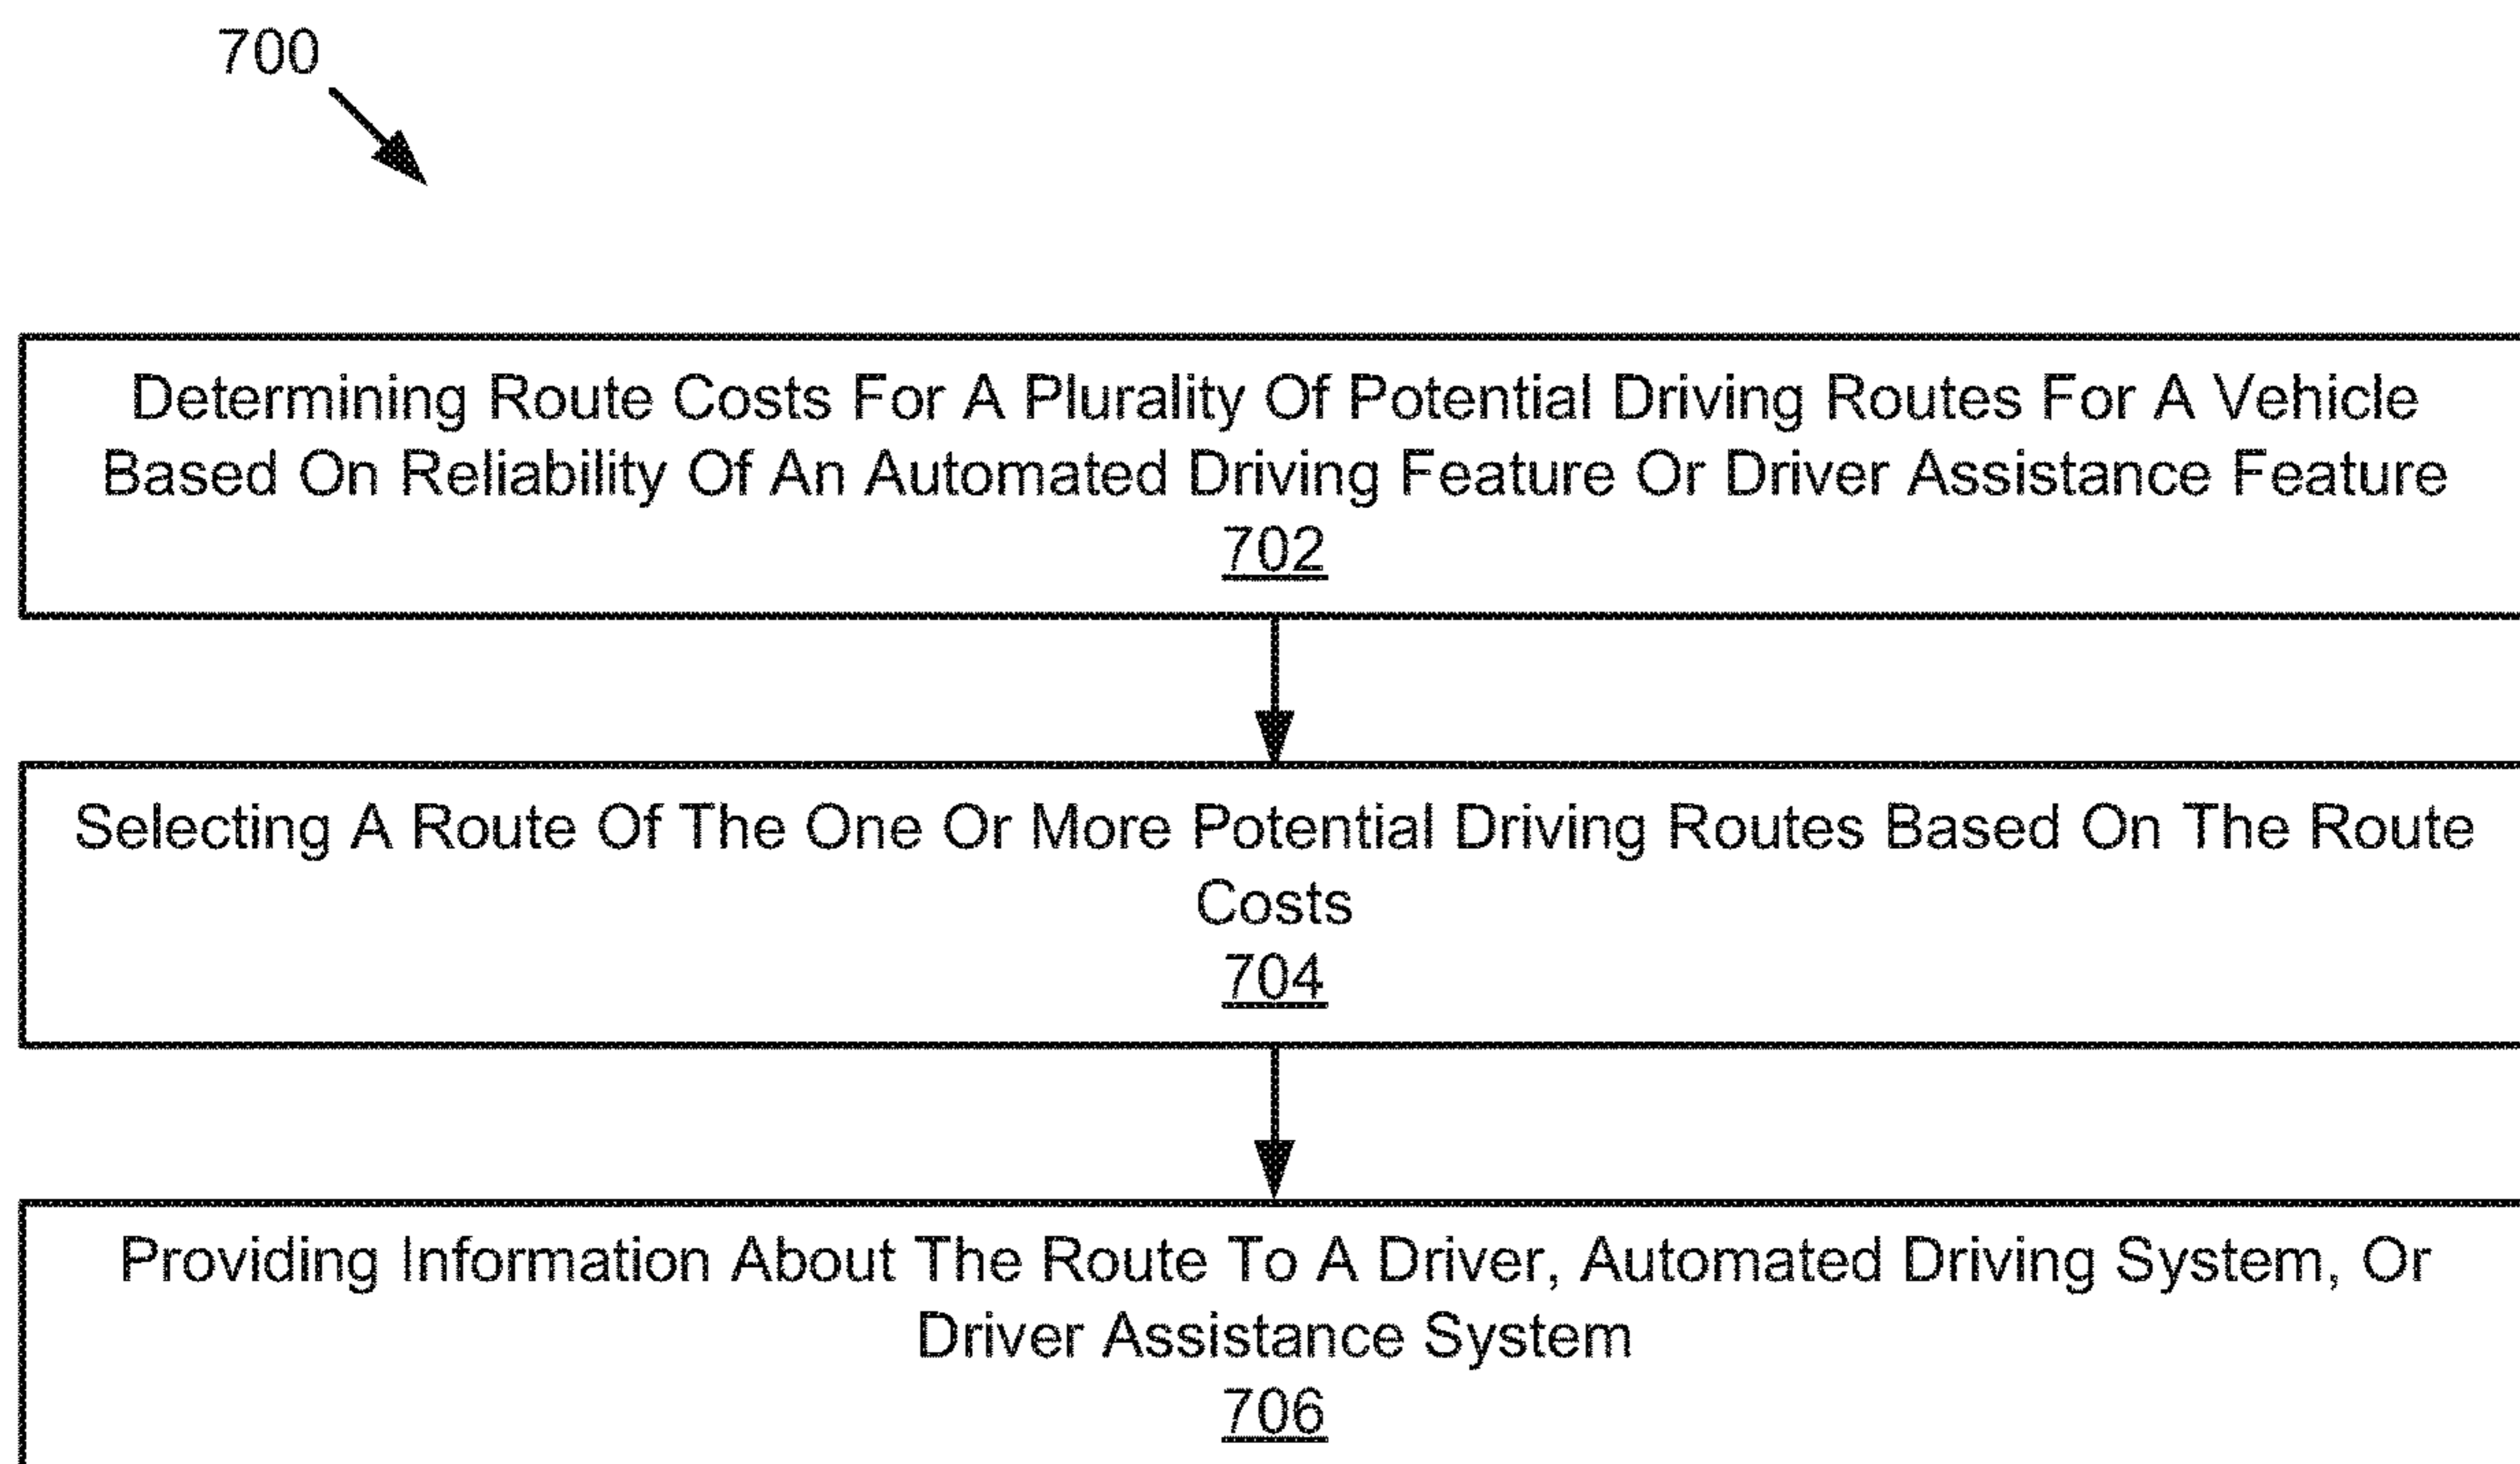 700
Determining Route Costs For A Plurality Of Potential Driving Routes For A Vehicle
Based On Reliability Of An Automated Driving Feature Or Driver Assistance Feature
702
Selecting A Route Of The One Or More Potential Driving Routes Based On The Route
Costs
704
Providing Information About The Route To A Driver, Automated Driving System, Or
Driver Assistance System
706